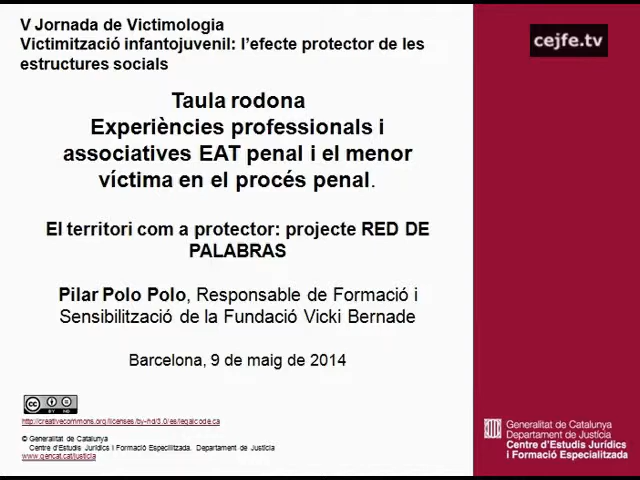 V Jornada de Victimologia
Victimització infantojuvenil: l'efecte protector de les
estructures socials
cejfe.tv
Taula rodona
Experiències professionals i
associatives EAT penal i el menor
víctima en el procés penal.
El territori com a protector: projecte RED DE
PALABRAS
Pilar Polo Polo, Responsable de Formació i
Sensibilització de la Fundació Vicki Bernade
Barcelona, 9 de maig de 2014
cc
BY ND
http://creativecommons.org/licenses/by-nd/3.0/es/legalcode.ca
© Generalitat de Catalunya
Centre d'Estudis Jurídics i Formació Especilitzada. Departament de Justícia
www.gencat.cat/justicia
Generalitat de Catalunya
Departament de Justícia
Centre d'Estudis Jurídics
i Formació Especialitzada